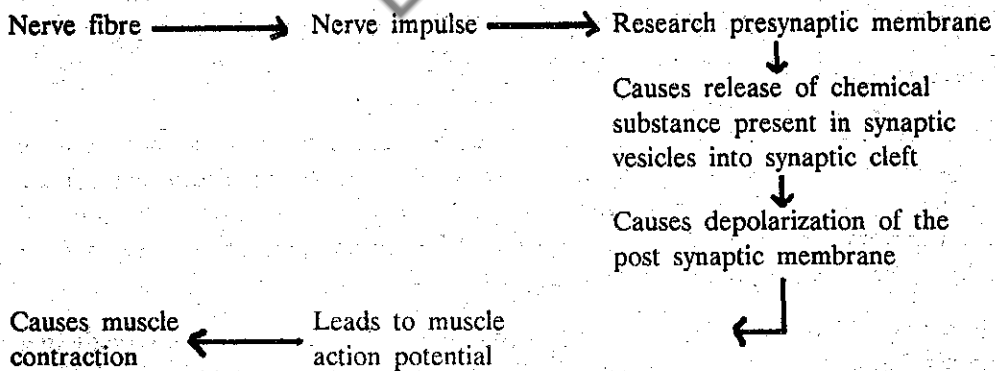 Nerve fibre Nerve impulse Research presynaptic membrane
Causes release of chemical
substance present in synaptic
vesicles into synaptic cleft
Causes depolarization of the
post synaptic membrane
Leads to muscle
action potential
Causes muscle
contraction